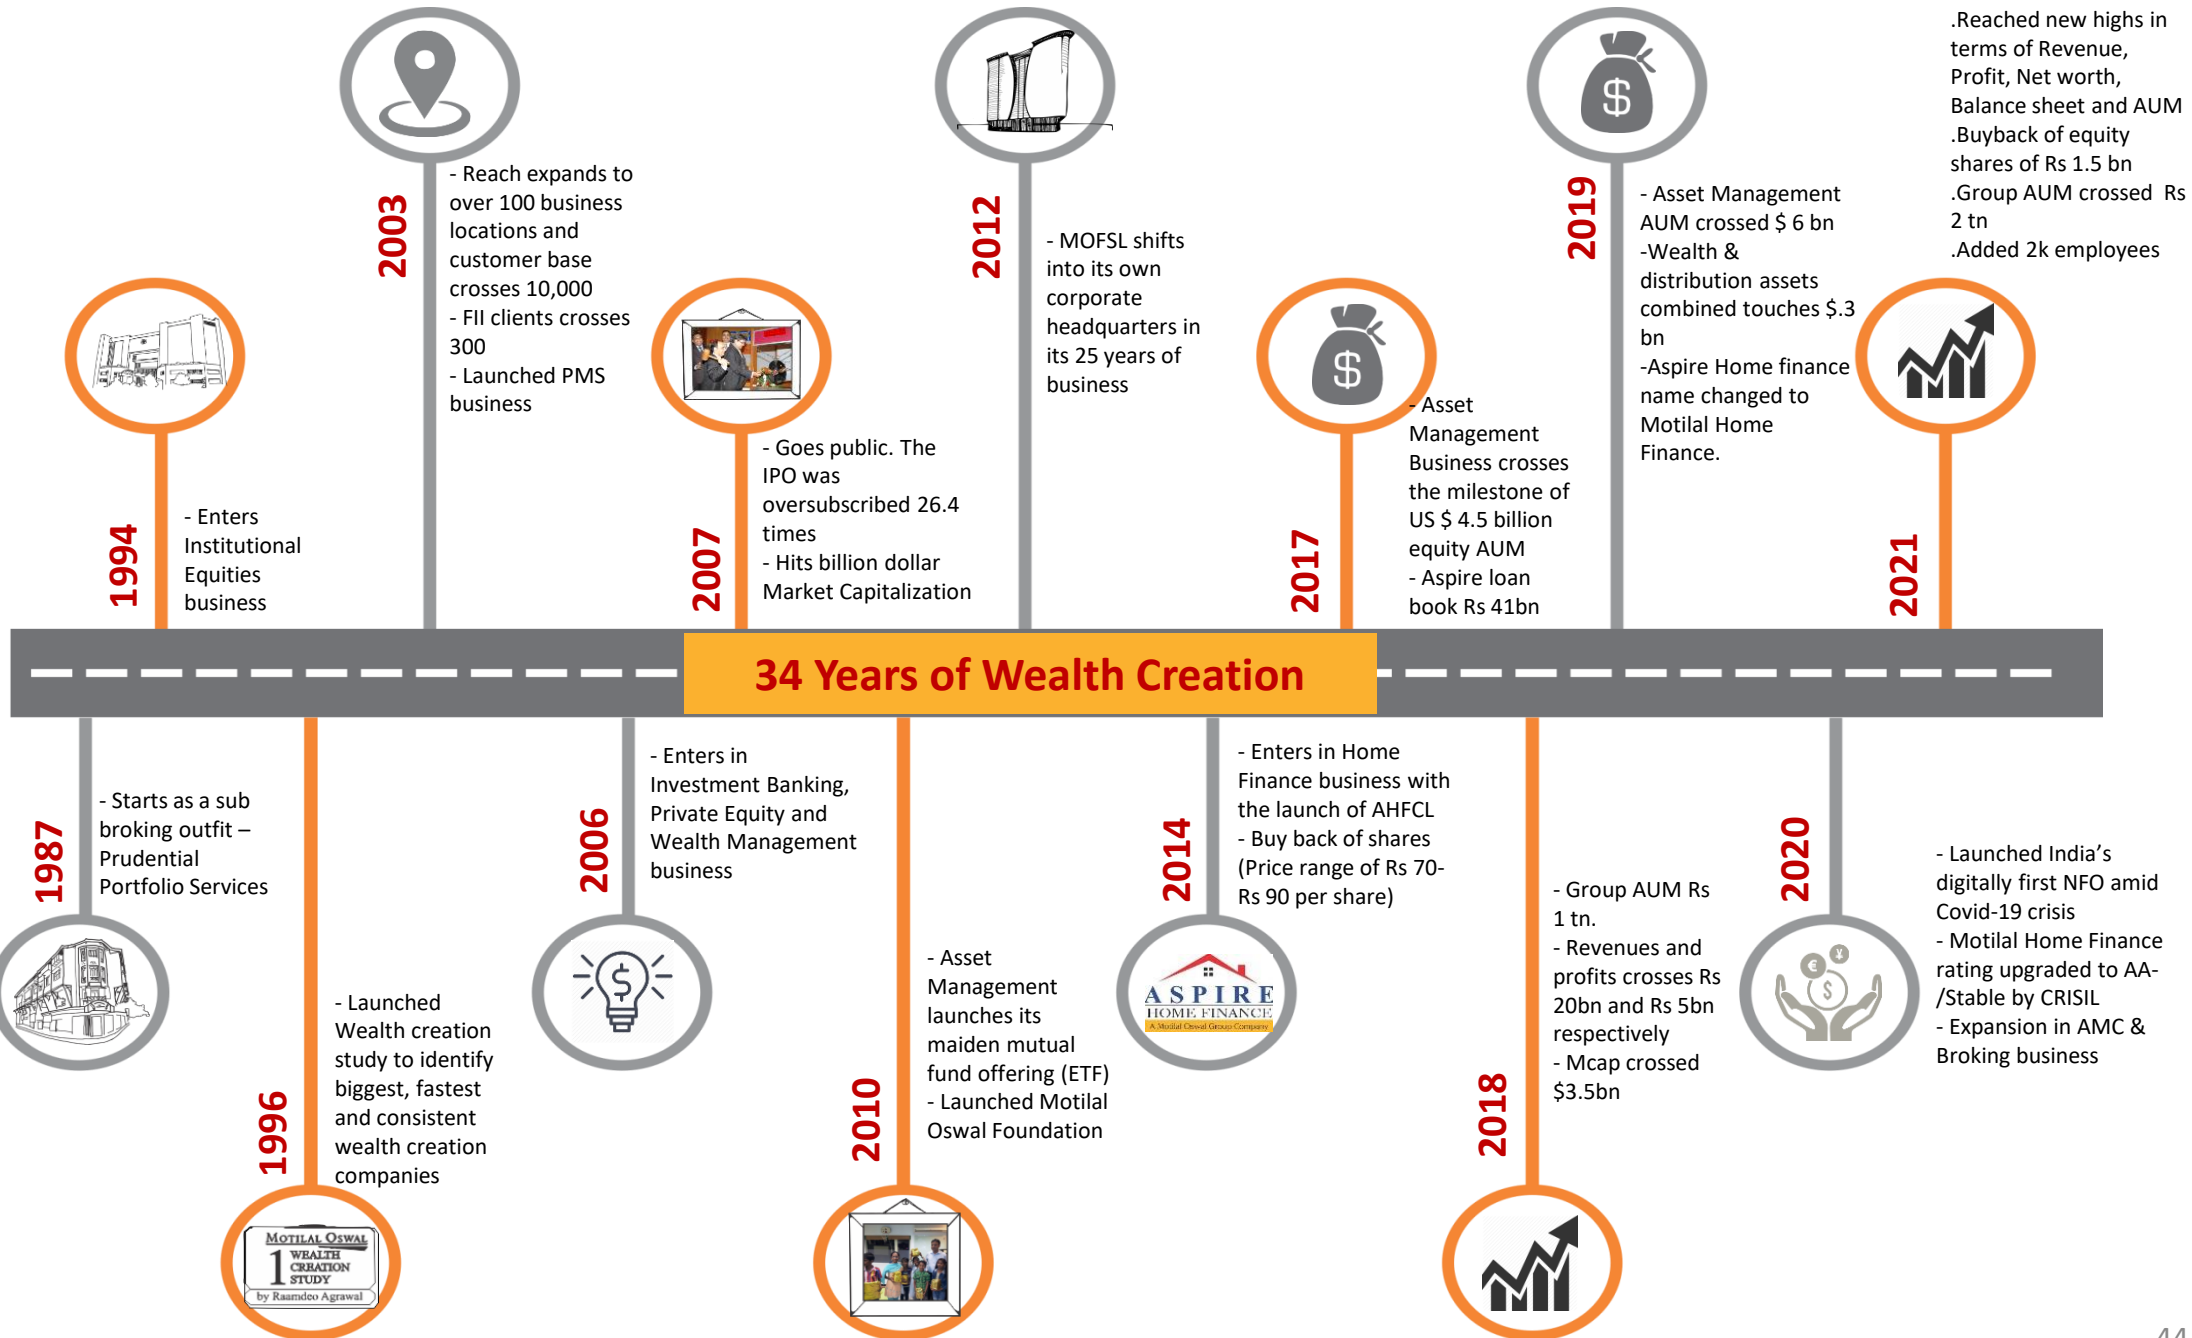 .Reached new highs in
terms of Revenue,
Profit, Net worth,
Balance sheet and AUM
.Buyback of equity
shares of Rs 1.5 bn
.Group AUM crossed  Rs
2 tn
.Added 2k employees
2003
- Reach expands to
over 100 business
locations and
customer base
crosses 10,000
- FII clients crosses
300
- Launched PMS
business
2012
- MOFSL shifts
into its own
corporate
headquarters in
its 25 years of
business
2019
- Asset Management
AUM crossed $ 6 bn
-Wealth &
distribution assets
combined touches $.3
bn
-Aspire Home finance
name changed to
Motilal Home
Finance.
1994
- Enters
Institutional
Equities
business
2007
- Goes public. The
IPO was
oversubscribed 26.4
times
- Hits billion dollar
Market Capitalization
2017
- Asset
Management
Business crosses
the milestone of
US $ 4.5 billion
equity AUM
- Aspire loan
book Rs 41bn
2021
34 Years of Wealth Creation
1987
- Starts as a sub
broking outfit –
Prudential
Portfolio Services
1996
- Launched
Wealth creation
study to identify
biggest, fastest
and consistent
wealth creation
companies
MOTILAL OSWAL
1 WEALTH
CREATION
STUDY
by Raamdeo Agrawal
2006
- Enters in
Investment Banking,
Private Equity and
Wealth Management
business
2010
- Asset
Management
launches its
maiden mutual
fund offering (ETF)
- Launched Motilal
Oswal Foundation
2014
- Enters in Home
Finance business with
the launch of AHFCL
- Buy back of shares
(Price range of Rs 70-
Rs 90 per share)
ASPIRE
HOME FINANCE
A Motilal Oswal Group Company
2018
- Group AUM Rs
1 tn.
- Revenues and
profits crosses Rs
20bn and Rs 5bn
respectively
- Mcap crossed
$3.5bn
2020
- Launched India’s
digitally first NFO amid
Covid-19 crisis
- Motilal Home Finance
rating upgraded to AA-
/Stable by CRISIL
- Expansion in AMC &
Broking business
44